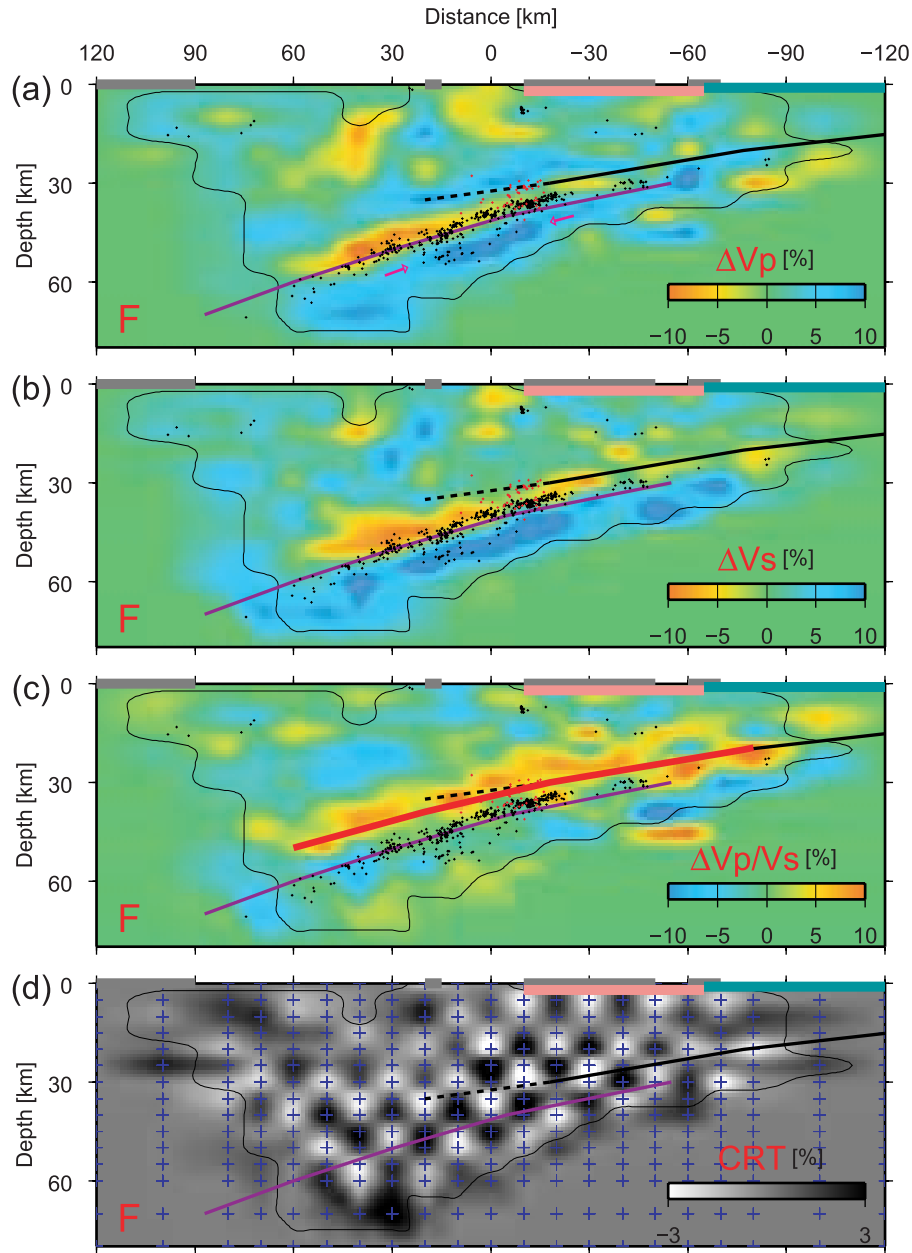 Distance [km]
120 90 60 30 0 −30 −60 −90 −120
(a)
0
30
60
Depth [km]
F
ΔVp [%]
−10 −5 0 5 10
(b)
0
30
60
Depth [km]
F
ΔVs [%]
−10 −5 0 5 10
(c)
0
30
60
Depth [km]
F
ΔVp/Vs [%]
−10 −5 0 5 10
(d)
0
30
60
Depth [km]
F
CRT [%]
−3 3